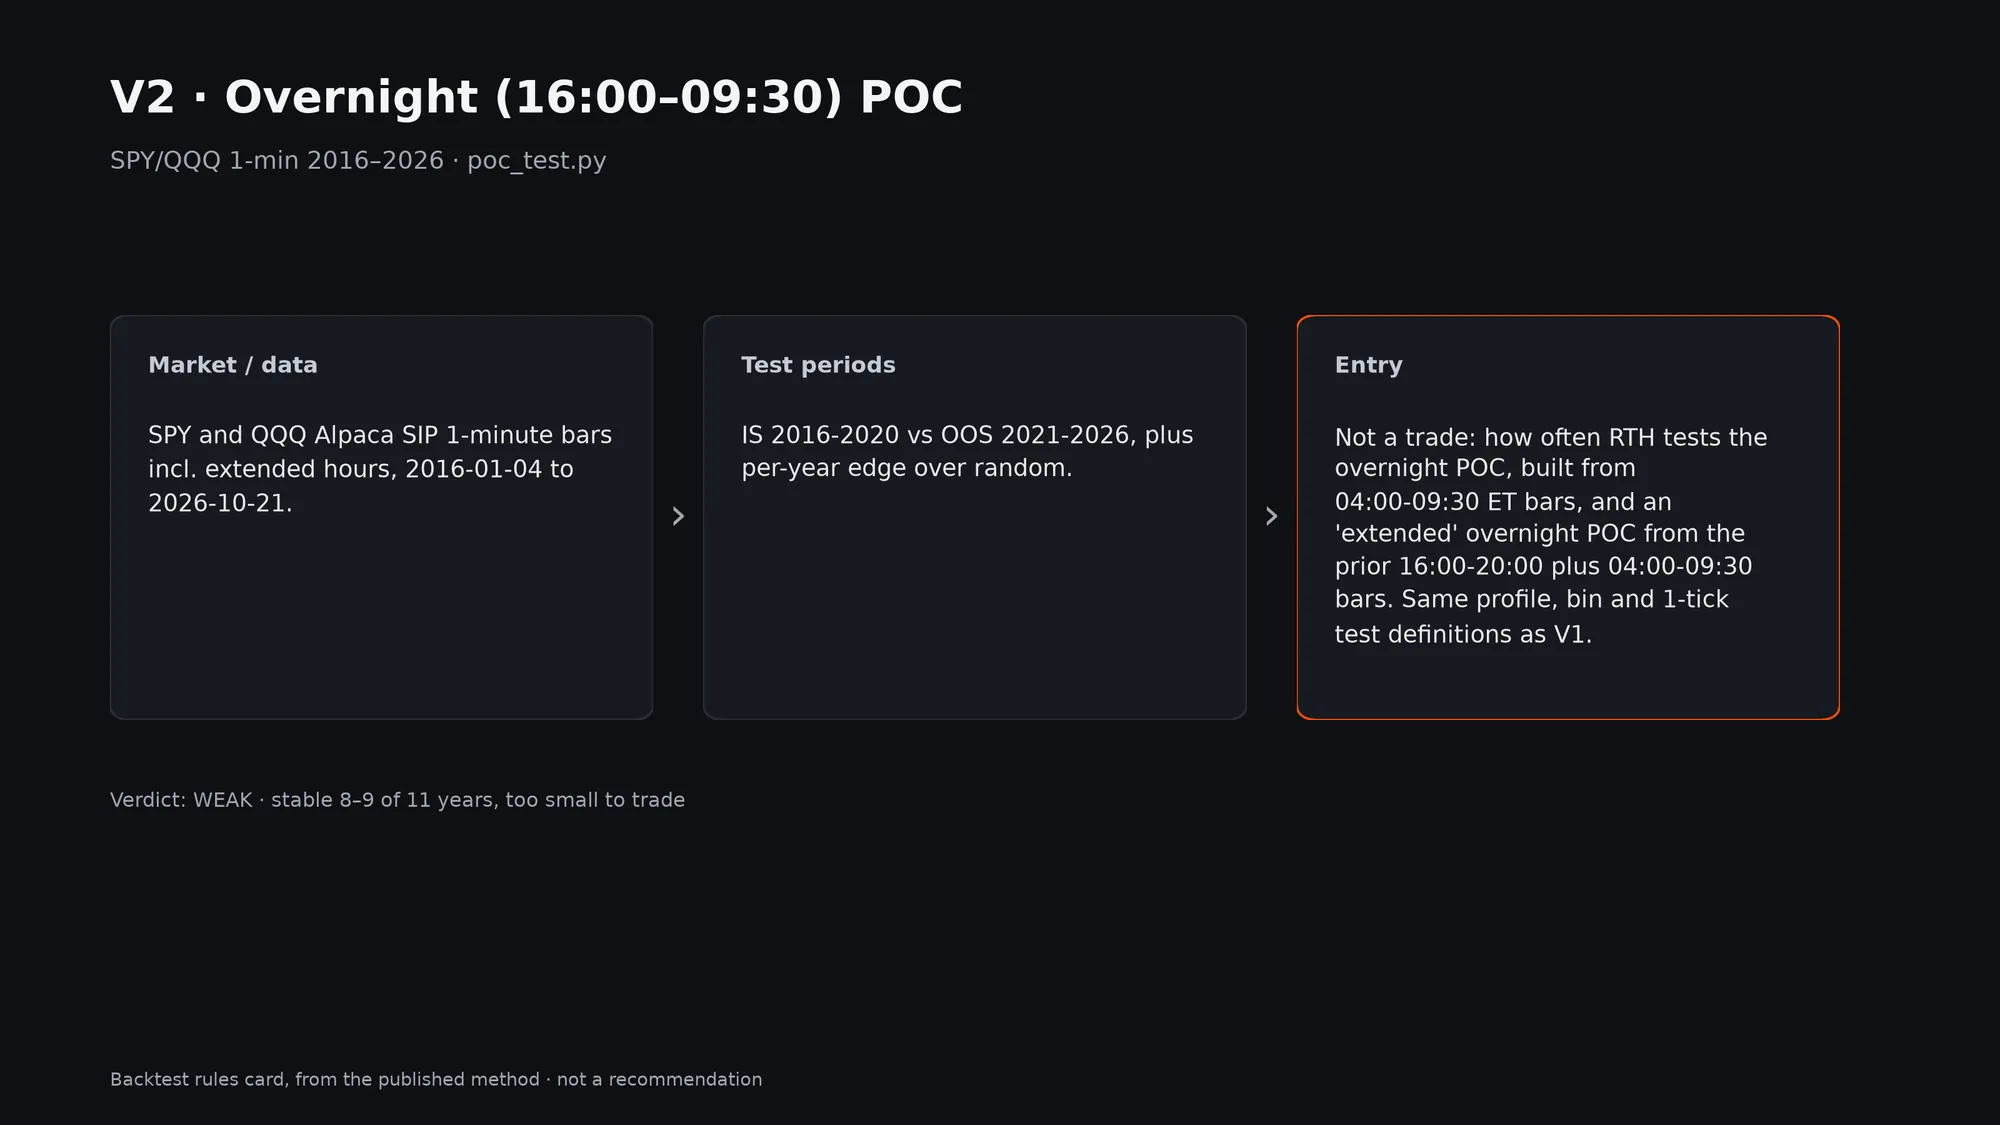 V2 · Overnight (16:00–09:30) POC
SPY/QQQ 1-min 2016–2026 · poc_test.py
Market / data
SPY and QQQ Alpaca SIP 1-minute bars
incl. extended hours, 2016-01-04 to
2026-10-21.
›
Test periods
IS 2016-2020 vs OOS 2021-2026, plus
per-year edge over random.
›
Entry
Not a trade: how often RTH tests the
overnight POC, built from
04:00-09:30 ET bars, and an
'extended' overnight POC from the
prior 16:00-20:00 plus 04:00-09:30
bars. Same profile, bin and 1-tick
test definitions as V1.
Verdict: WEAK · stable 8–9 of 11 years, too small to trade
Backtest rules card, from the published method · not a recommendation